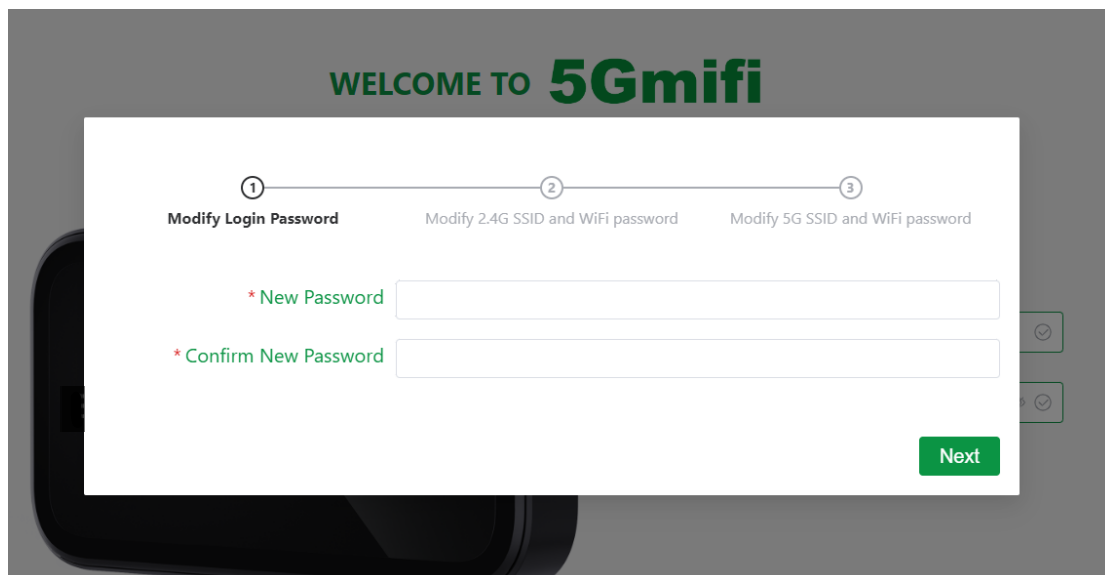 WELCOME TO 5Gmifi
1 2 3
Modify Login Password Modify 2.4G SSID and WiFi password Modify 5G SSID and WiFi password
* New Password
* Confirm New Password
Next